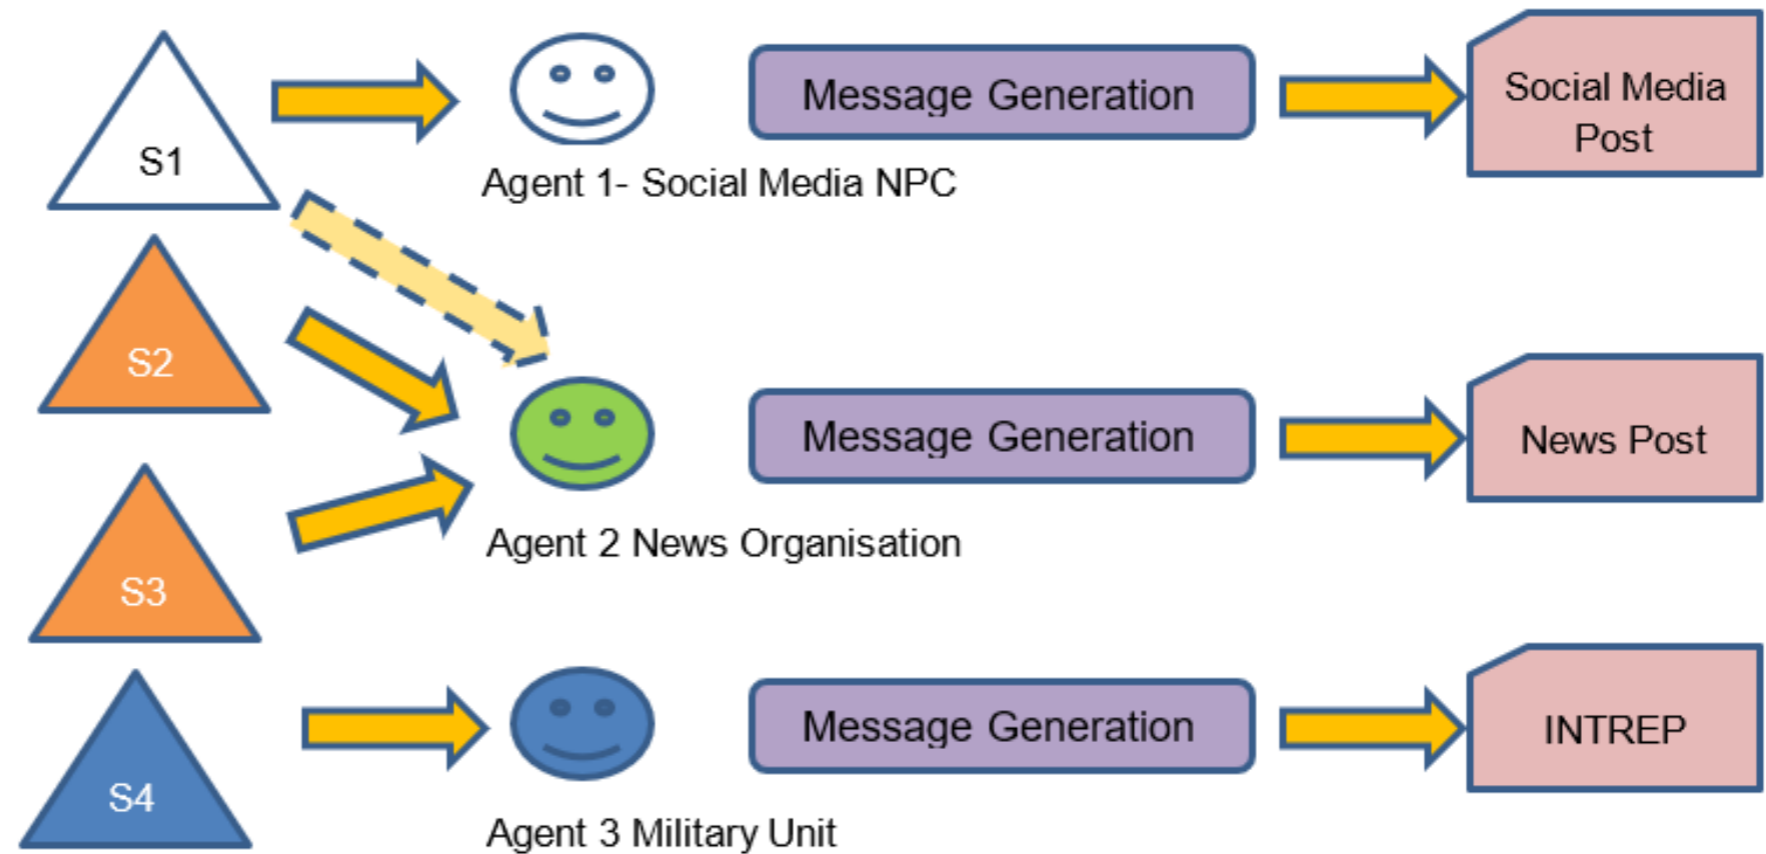 S1
Agent 1- Social Media NPC
Message Generation
Social Media
Post
S2
S3
Agent 2 News Organisation
Message Generation
News Post
S4
Agent 3 Military Unit
Message Generation
INTREP